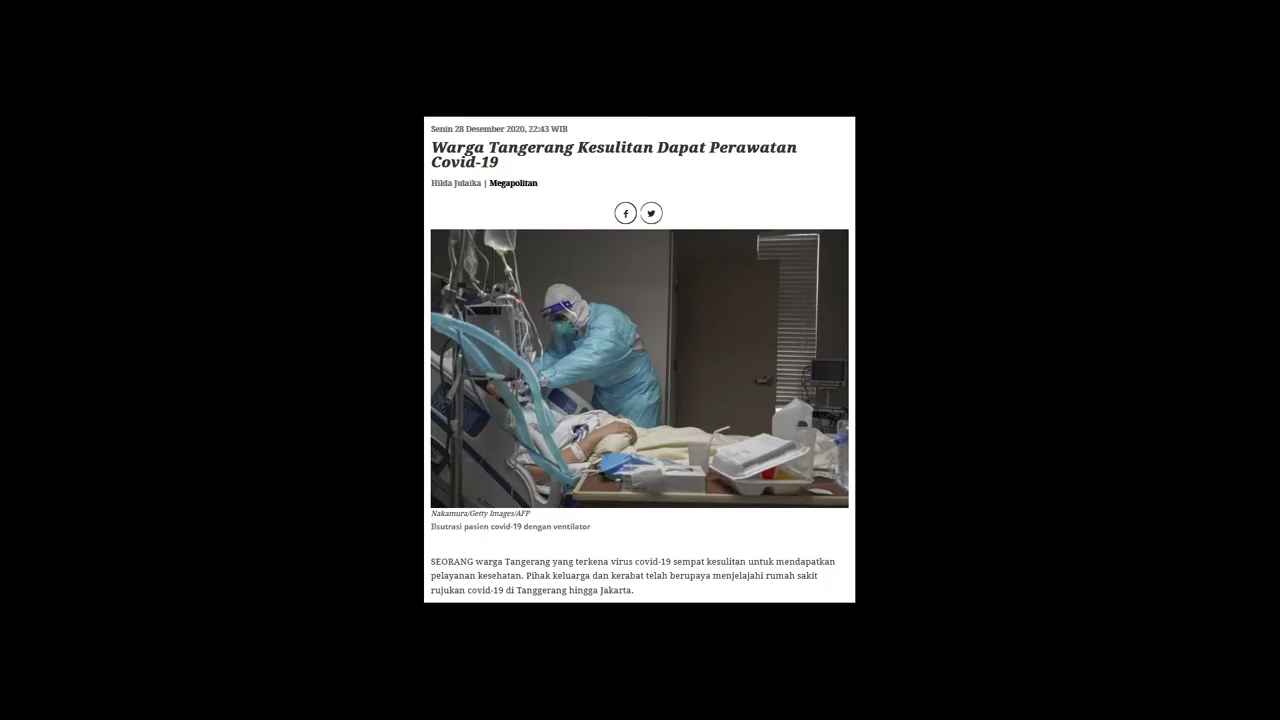 Senin 28 Desember 2020, 22:43 WIB
Warga Tangerang Kesulitan Dapat Perawatan
Covid-19
Hilda Julaika | Megapolitan
Nakamura/Getty Images/AFP
Ilsutrasi pasien covid-19 dengan ventilator
SEORANG warga Tangerang yang terkena virus covid-19 sempat kesulitan untuk mendapatkan
pelayanan kesehatan. Pihak keluarga dan kerabat telah berupaya menjelajahi rumah sakit
rujukan covid-19 di Tanggerang hingga Jakarta.